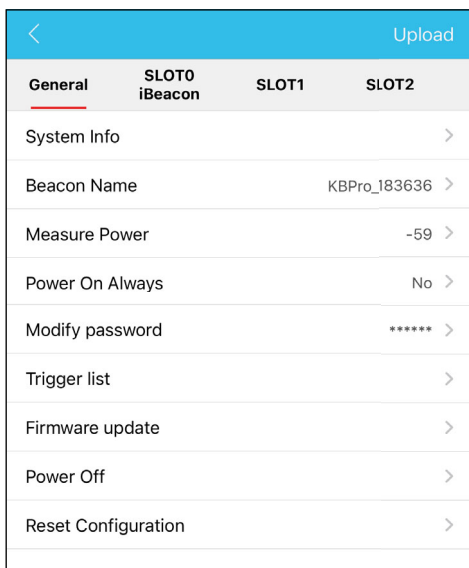 Upload
General SLOT0 iBeacon SLOT1 SLOT2
System Info
Beacon Name KBPro_183636
Measure Power -59
Power On Always No
Modify password ******
Trigger list
Firmware update
Power Off
Reset Configuration